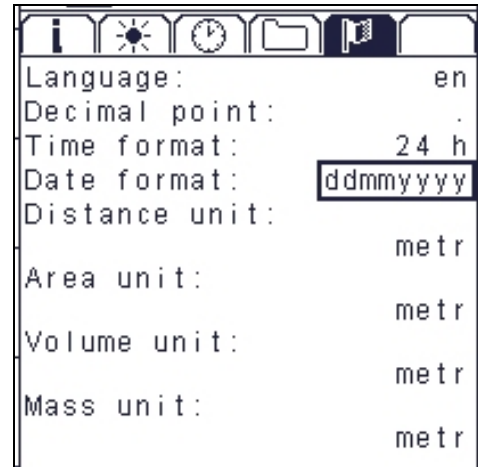 Language: en
Decimal point: .
Time format: 24 h
Date format: ddmmyyyy
Distance unit:
metr
Area unit:
metr
Volume unit:
metr
Mass unit:
metr